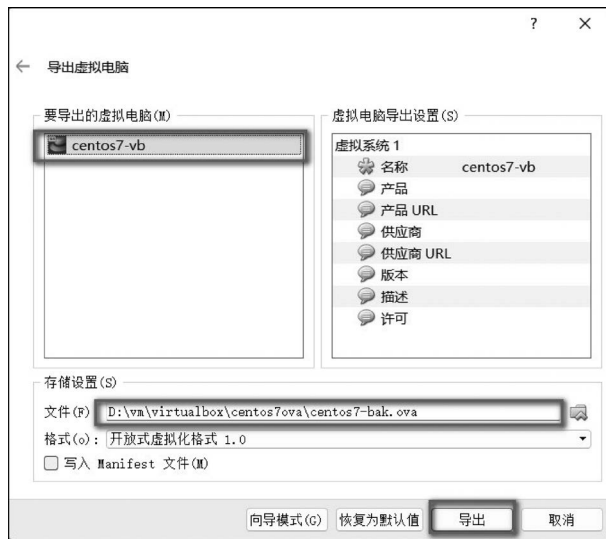 ?
导出虚拟电脑
要导出的虚拟电脑(M)
centos7-vb
虚拟电脑导出设置(S)
虚拟系统 1
名称 centos7-vb
产品
产品 URL
供应商
供应商 URL
版本
描述
许可
存储设置(S)
文件(F) D:\vm\virtualbox\centos7ova\centos7-bak.ova
格式(o): 开放式虚拟化格式 1.0
写入 Manifest 文件(M)
向导模式(G) 恢复为默认值 导出 取消